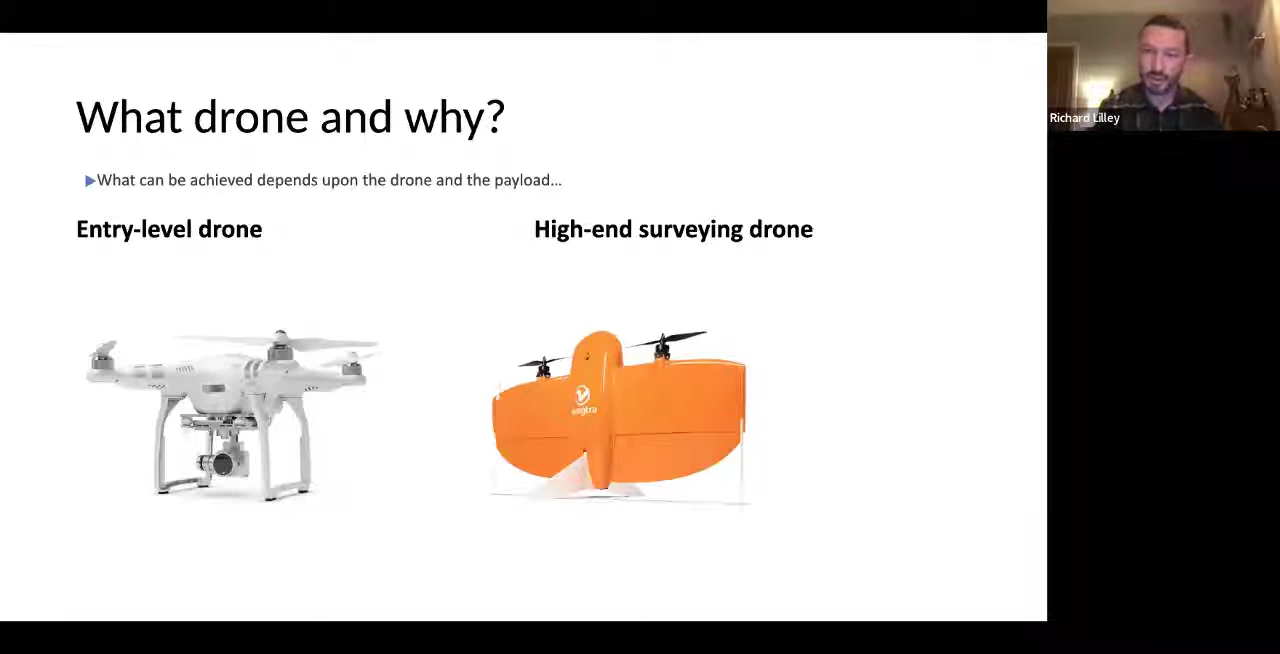 What drone and why?
What can be achieved depends upon the drone and the payload...
Entry-level drone
High-end surveying drone
wingtra
Richard Lilley